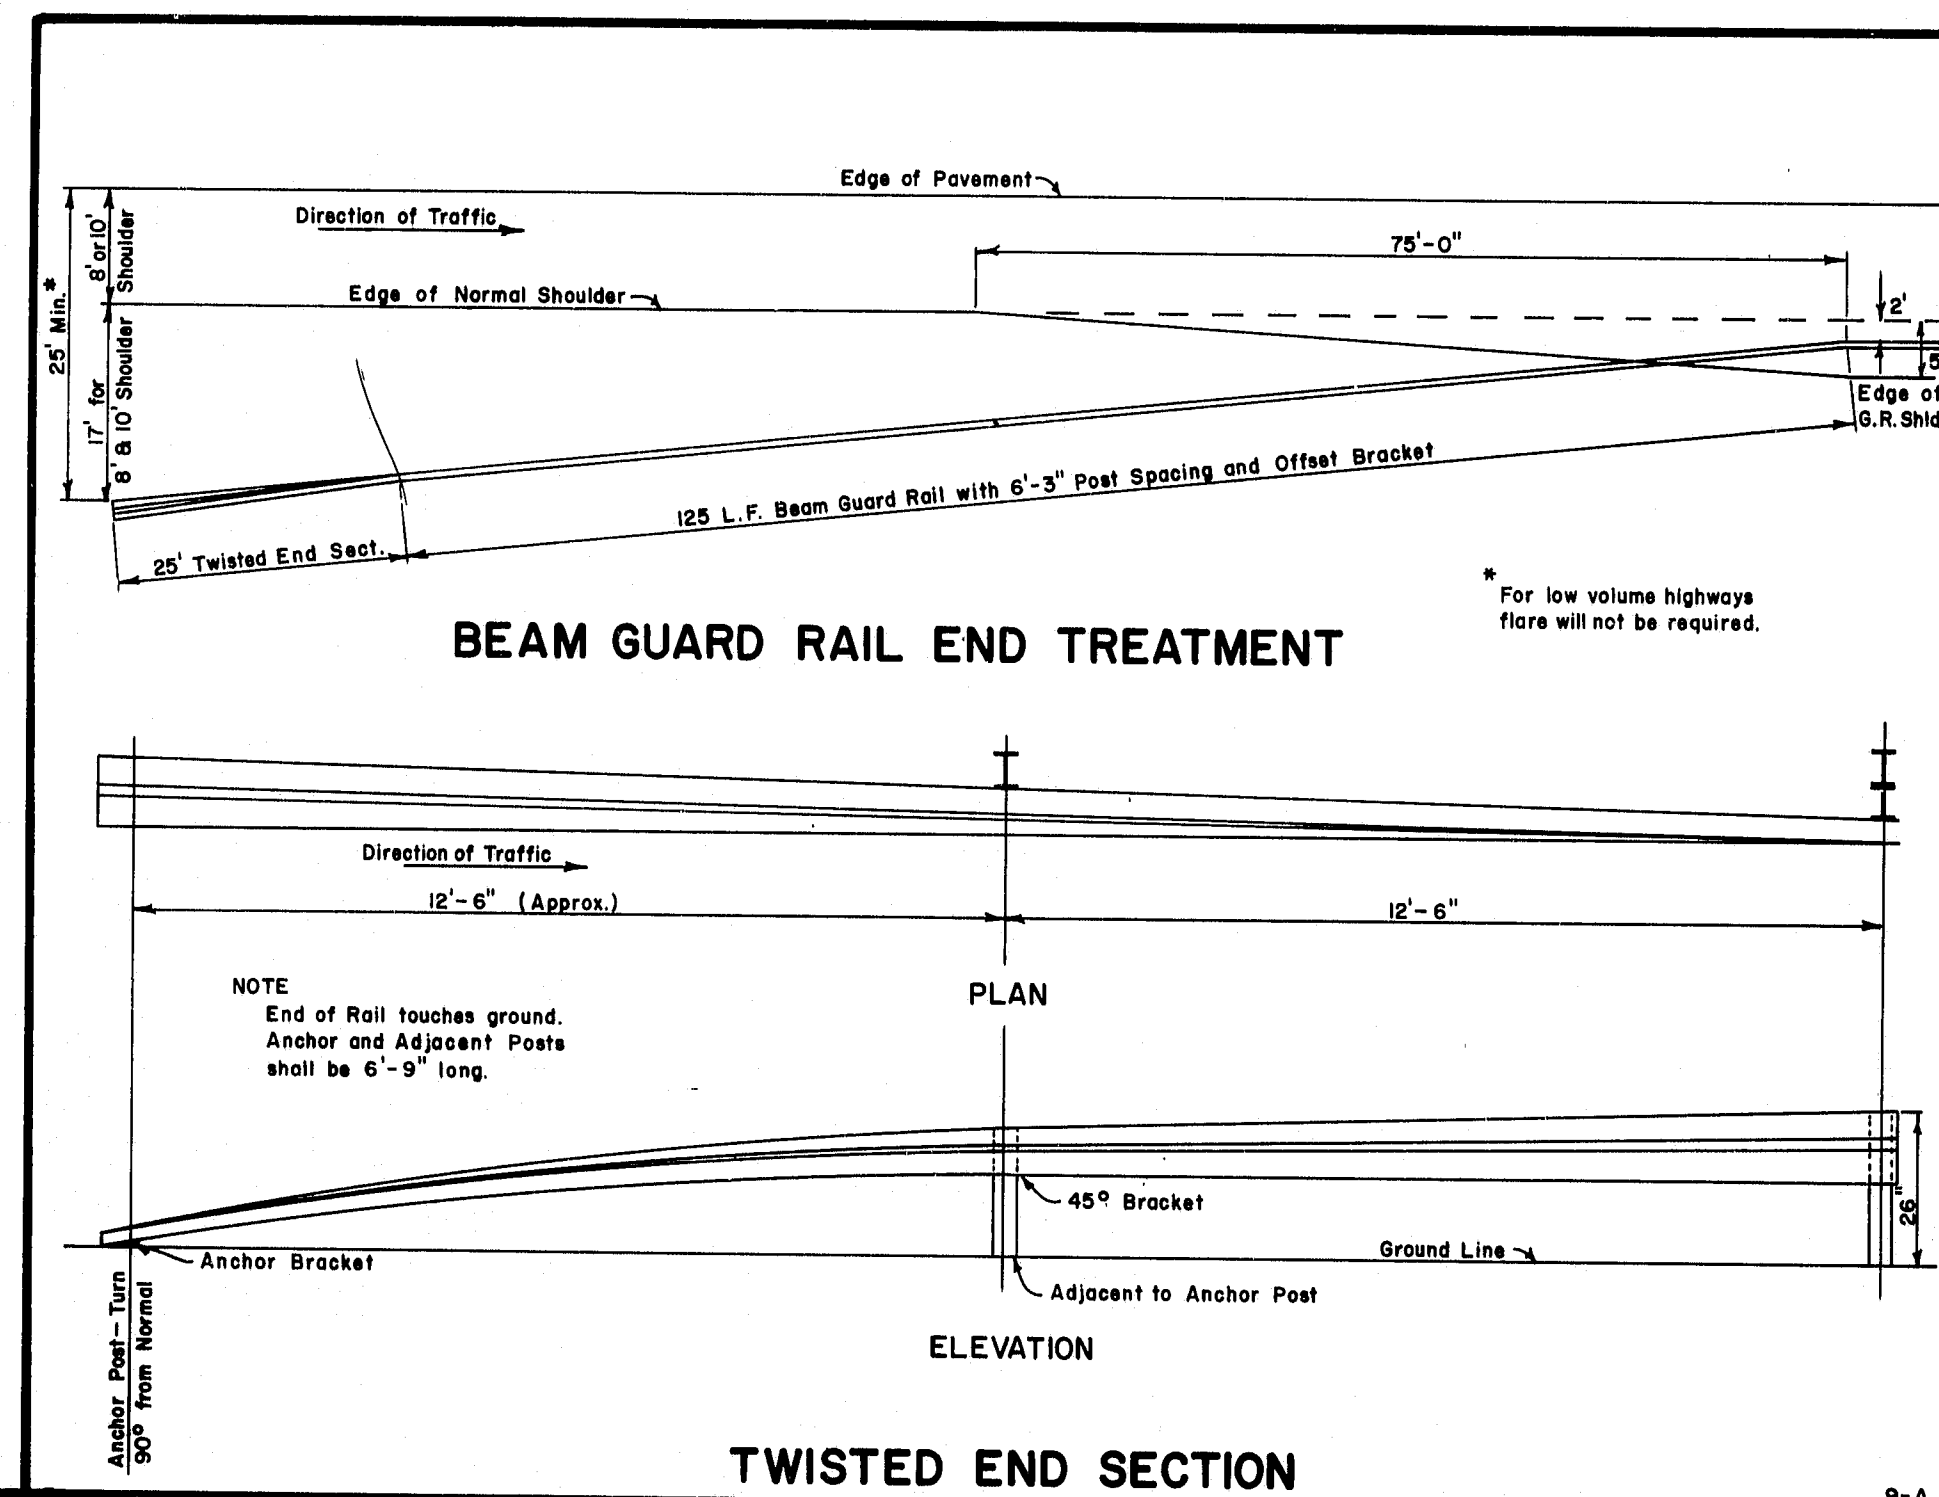 Edge of Pavement
Direction of Traffic
8' or 10'
Shoulder
75'-0"
25' Min.*
Edge of Normal Shoulder
2'
17' for
8' & 10' Shoulder
5
Edge of
G.R. Shld
125 L.F. Beam Guard Rail with 6'-3" Post Spacing and Offset Bracket
25' Twisted End Sect.
*
For low volume highways
flare will not be required.
BEAM GUARD RAIL END TREATMENT
Direction of Traffic
12'-6" (Approx.)
12'-6"
PLAN
NOTE
End of Rail touches ground.
Anchor and Adjacent Posts
shall be 6'-9" long.
45° Bracket
26"
Anchor Bracket
Ground Line
Adjacent to Anchor Post
Anchor Post-Turn
90° from Normal
ELEVATION
TWISTED END SECTION